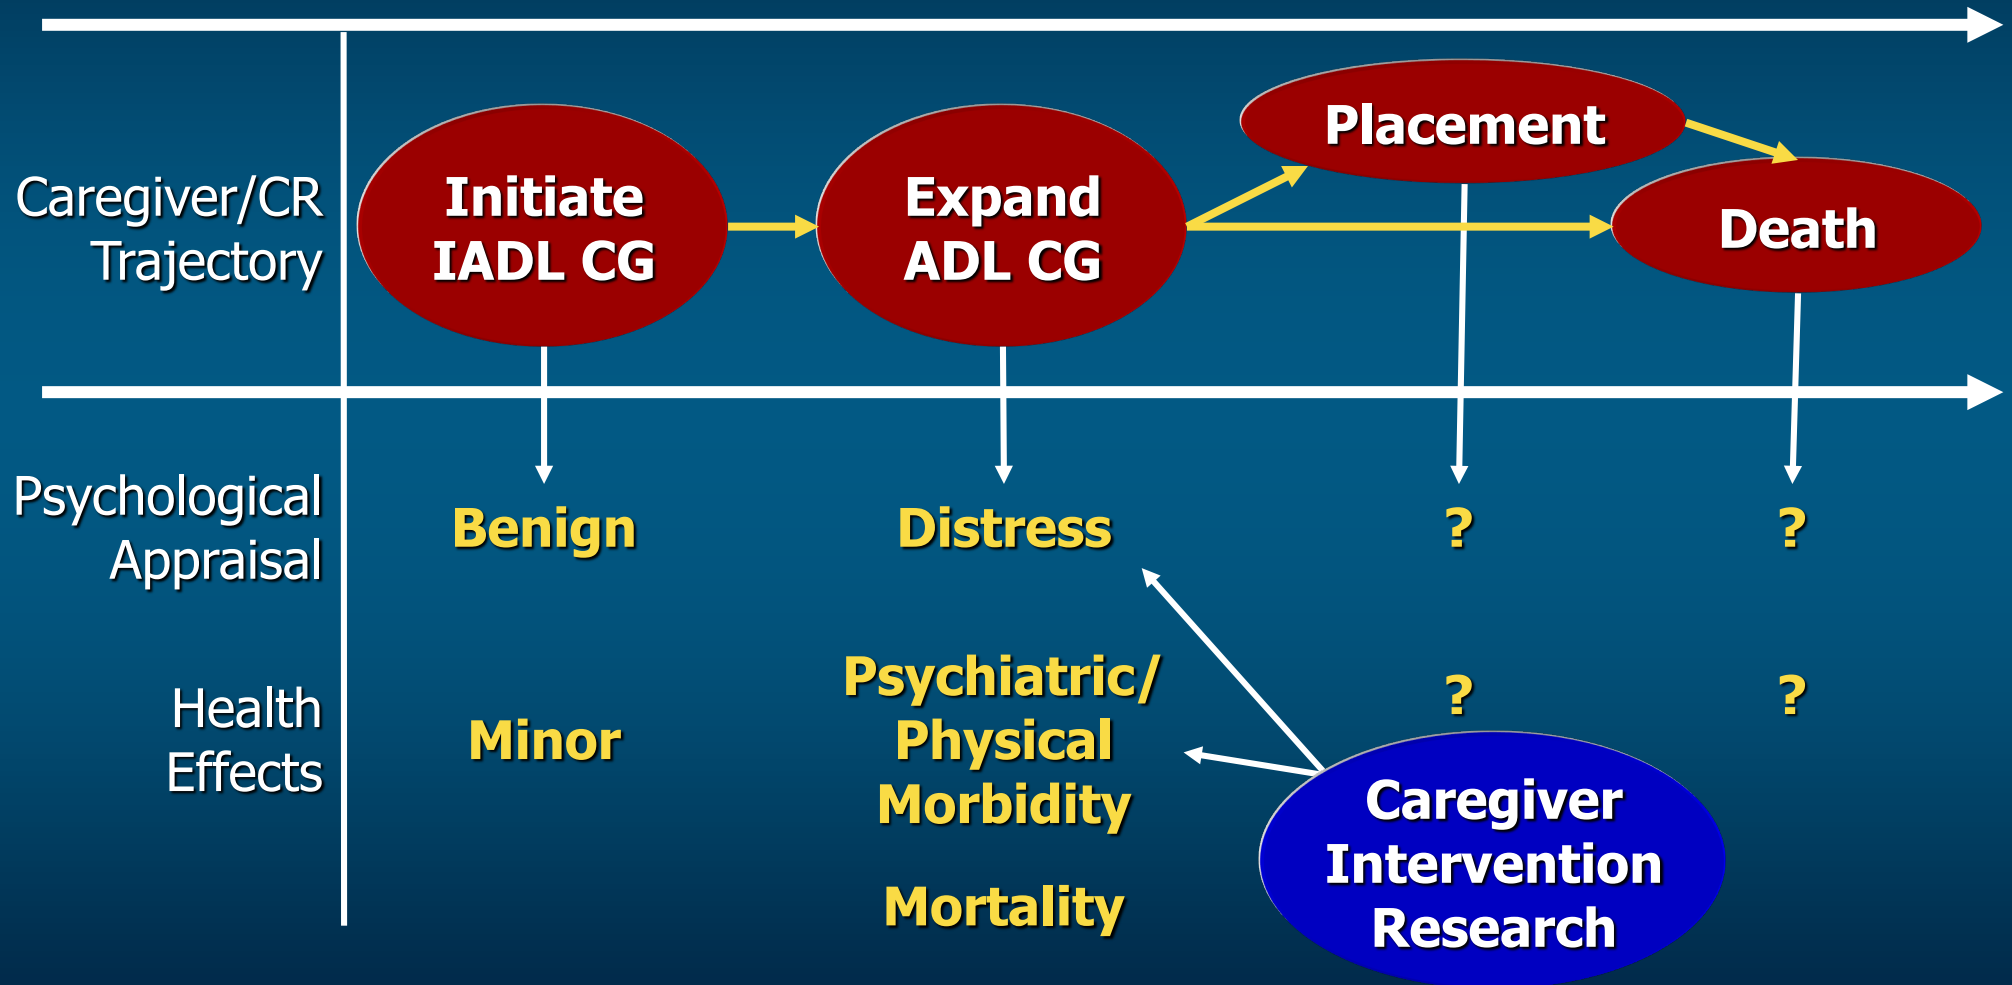 Caregiver/CR
Trajectory
Initiate
IADL CG
Expand
ADL CG
Placement
Death
Psychological
Appraisal
Benign
Distress
?
?
Health
Effects
Minor
Psychiatric/
Physical
Morbidity
Mortality
?
?
Caregiver
Intervention
Research